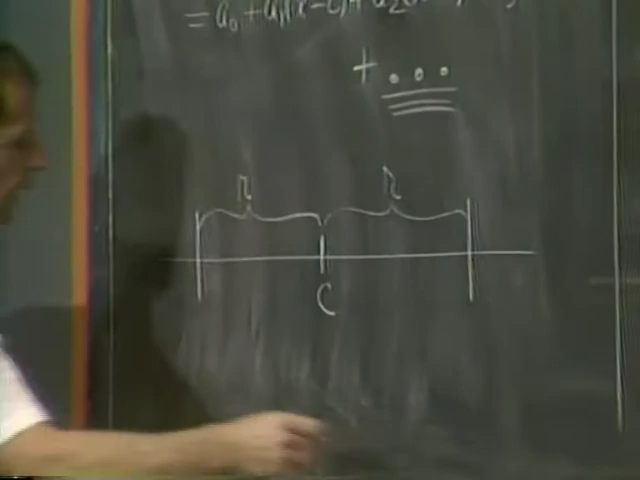 = a₀ + a₁(x-c) + a₂
+ ...
r r
c